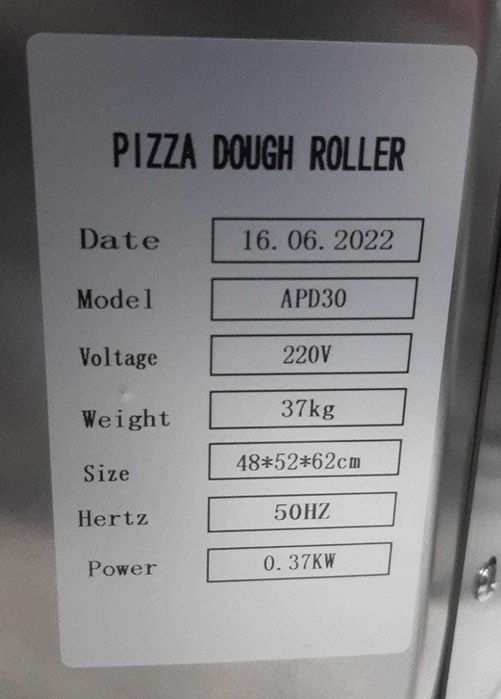 PIZZA DOUGH ROLLER
Date 16.06.2022
Model APD30
Voltage 220V
Weight 37kg
Size 48*52*62cm
Hertz 50HZ
Power 0.37KW